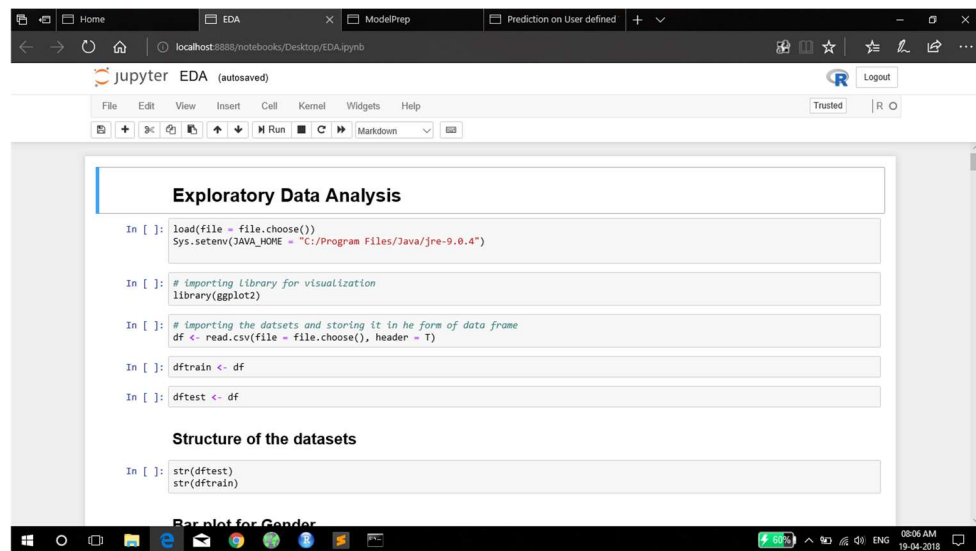 Home
EDA
ModelPrep
Prediction on User defined
localhost:8888/notebooks/Desktop/EDA.ipynb
jupyter EDA (autosaved)
R
Logout
File Edit View Insert Cell Kernel Widgets Help
Trusted
R
Run
Markdown
Exploratory Data Analysis
In [ ]: load(file = file.choose())
Sys.setenv(JAVA_HOME = "C:/Program Files/Java/jre-9.0.4")
In [ ]: # importing library for visualization
library(ggplot2)
In [ ]: # importing the datsets and storing it in he form of data frame
df <- read.csv(file = file.choose(), header = T)
In [ ]: dftrain <- df
In [ ]: dftest <- df
Structure of the datasets
In [ ]: str(dftest)
str(dftrain)
Bar plot for Gender
60%
ENG
08:06 AM
19-04-2018